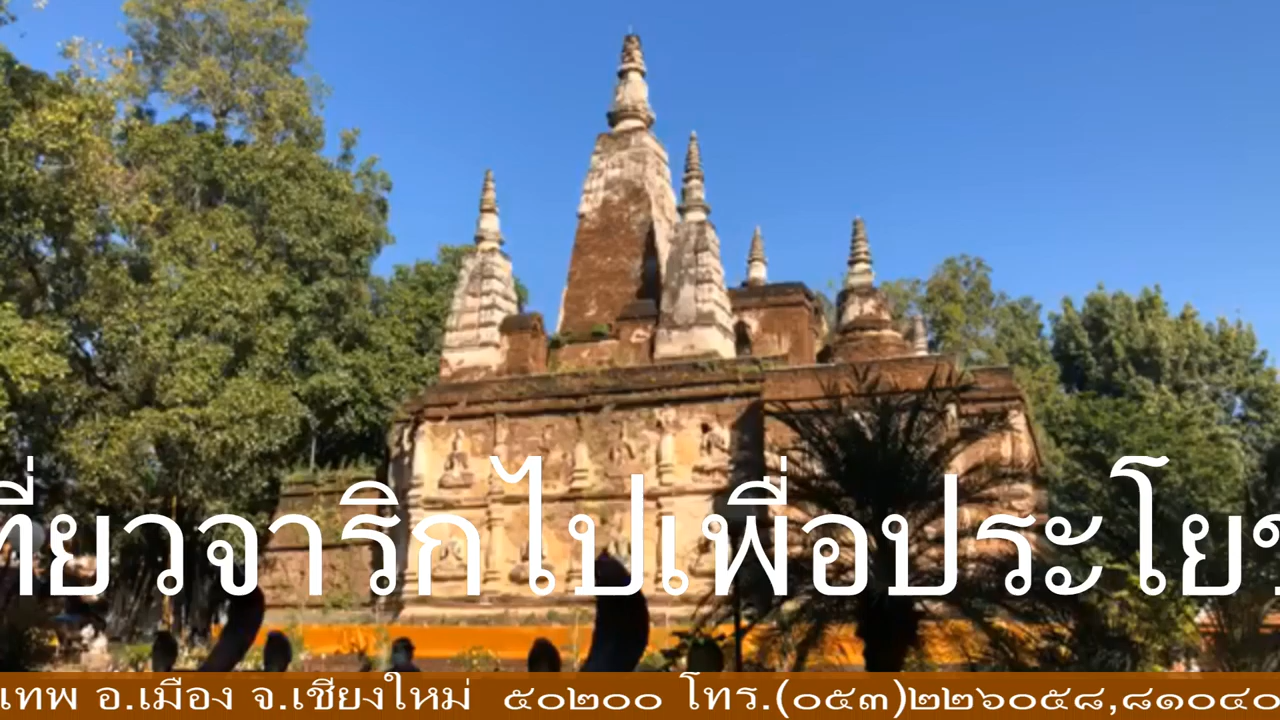 ที่ยวจาริกไปเพื่อประโยช
เทพ อ.เมือง จ.เชียงใหม่ ๕๐๒๐๐ โทร.(๐๕๓)๒๒๖๐๕๘,๘๑๐๔๐